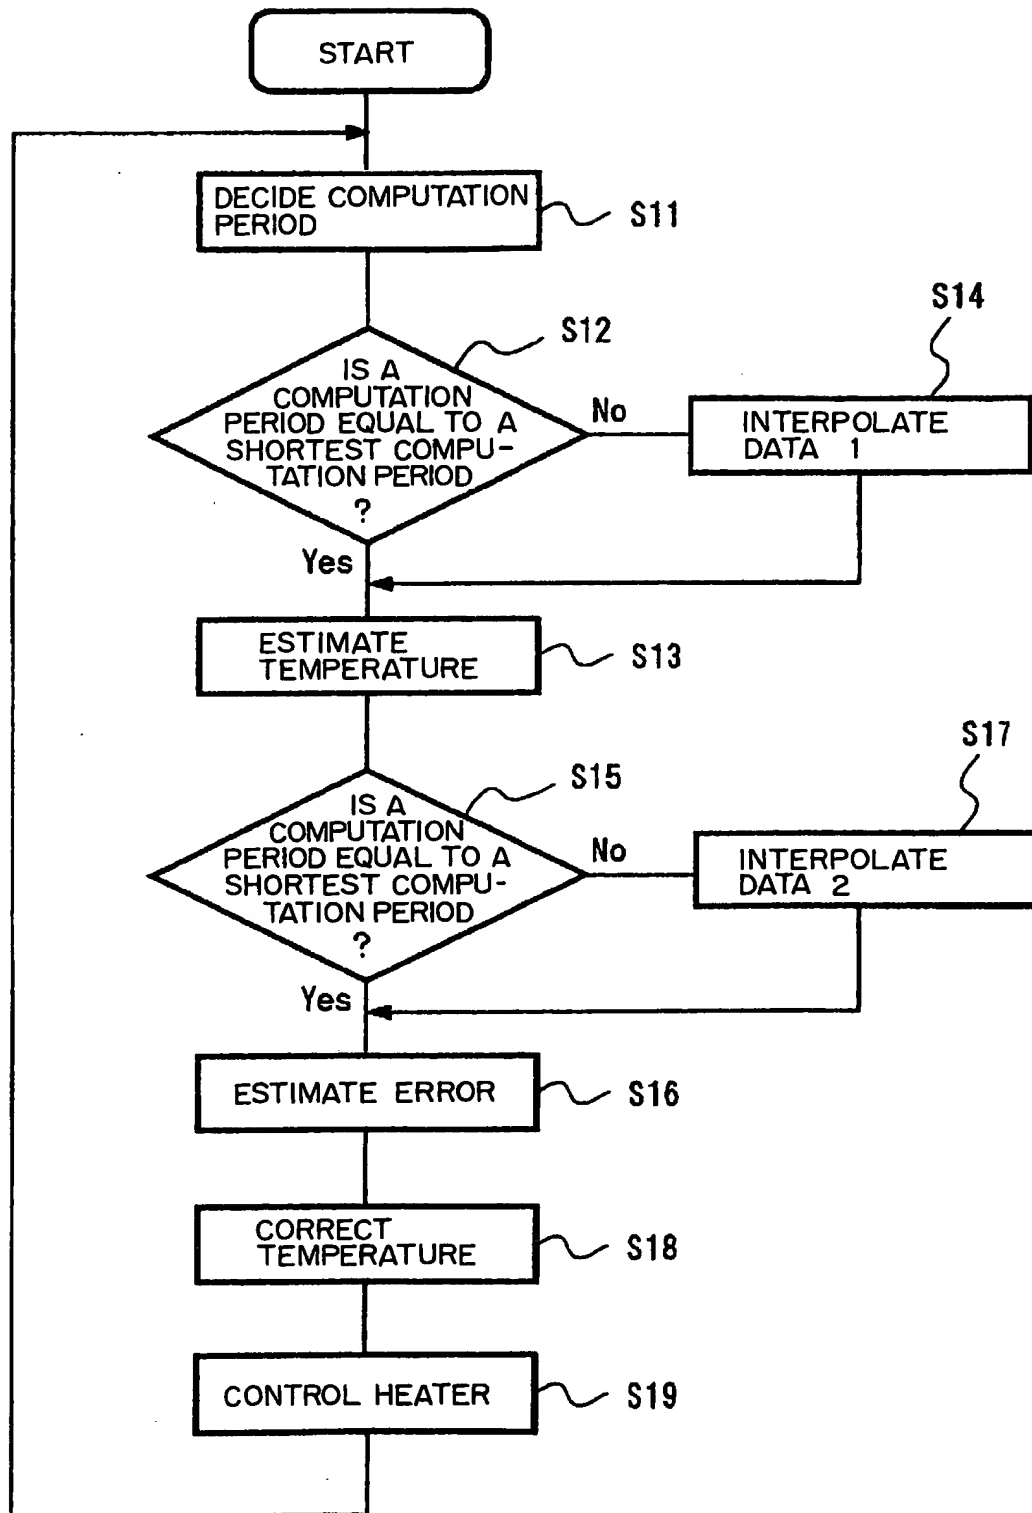 START
DECIDE COMPUTATION
PERIOD
S11
S12
IS A
COMPUTATION
PERIOD EQUAL TO A
SHORTEST COMPU-
TATION PERIOD
?
No
S14
INTERPOLATE
DATA 1
Yes
ESTIMATE
TEMPERATURE
S13
S15
IS A
COMPUTATION
PERIOD EQUAL TO A
SHORTEST COMPU-
TATION PERIOD
?
No
S17
INTERPOLATE
DATA 2
Yes
ESTIMATE ERROR
S16
CORRECT
TEMPERATURE
S18
CONTROL HEATER
S19